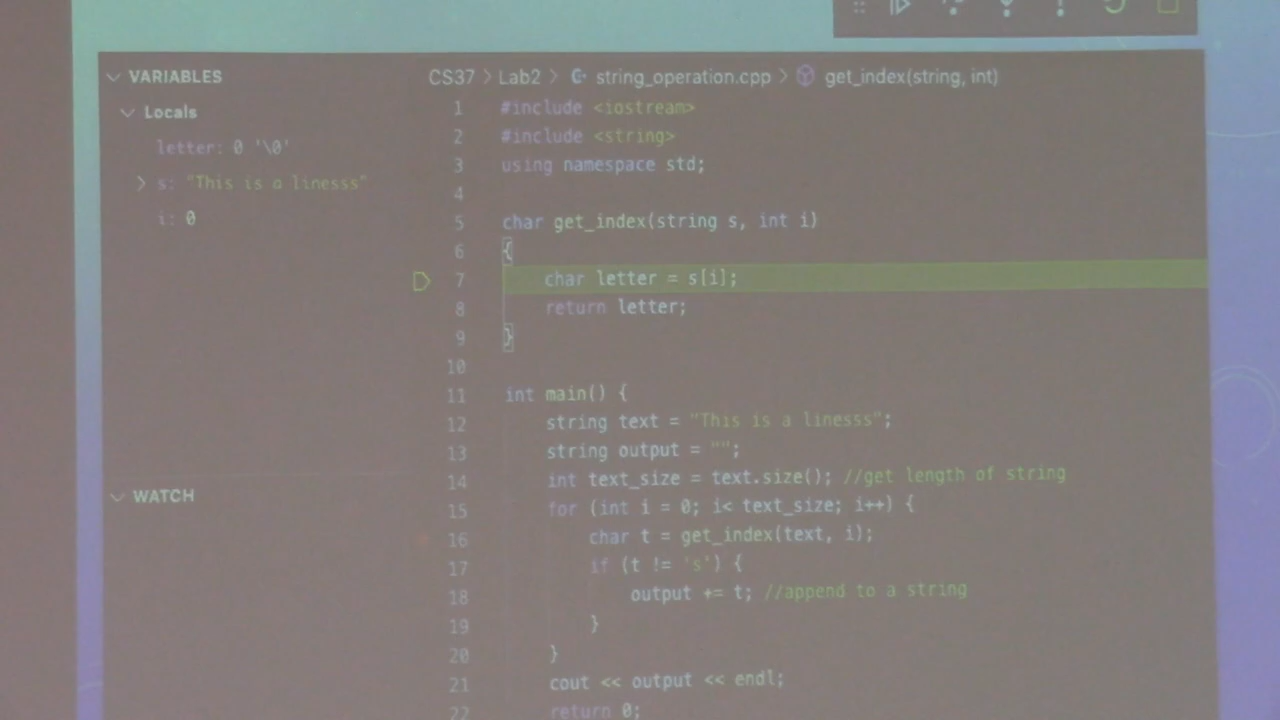 VARIABLES
Locals
letter: 0 '\0'
s: "This is a linesss"
i: 0
WATCH
CS37 > Lab2 > string_operation.cpp > get_index(string, int)
1 #include <iostream>
2 #include <string>
3 using namespace std;
4
5 char get_index(string s, int i)
6 {
7 char letter = s[i];
8 return letter;
9 }
10
11 int main() {
12 string text = "This is a linesss";
13 string output = "";
14 int text_size = text.size(); //get length of string
15 for (int i = 0; i< text_size; i++) {
16 char t = get_index(text, i);
17 if (t != 's') {
18 output += t; //append to a string
19 }
20 }
21 cout << output << endl;
22 return 0;